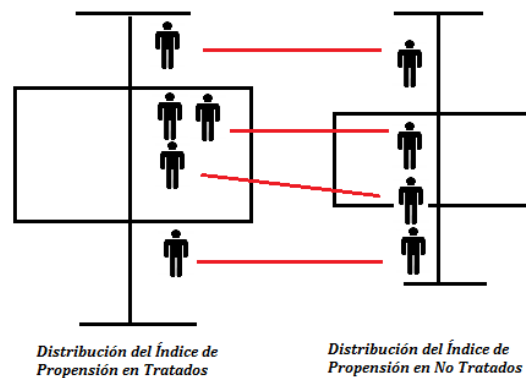 Distribución del Índice de
Propensión en Tratados
Distribución del Índice de
Propensión en No Tratados